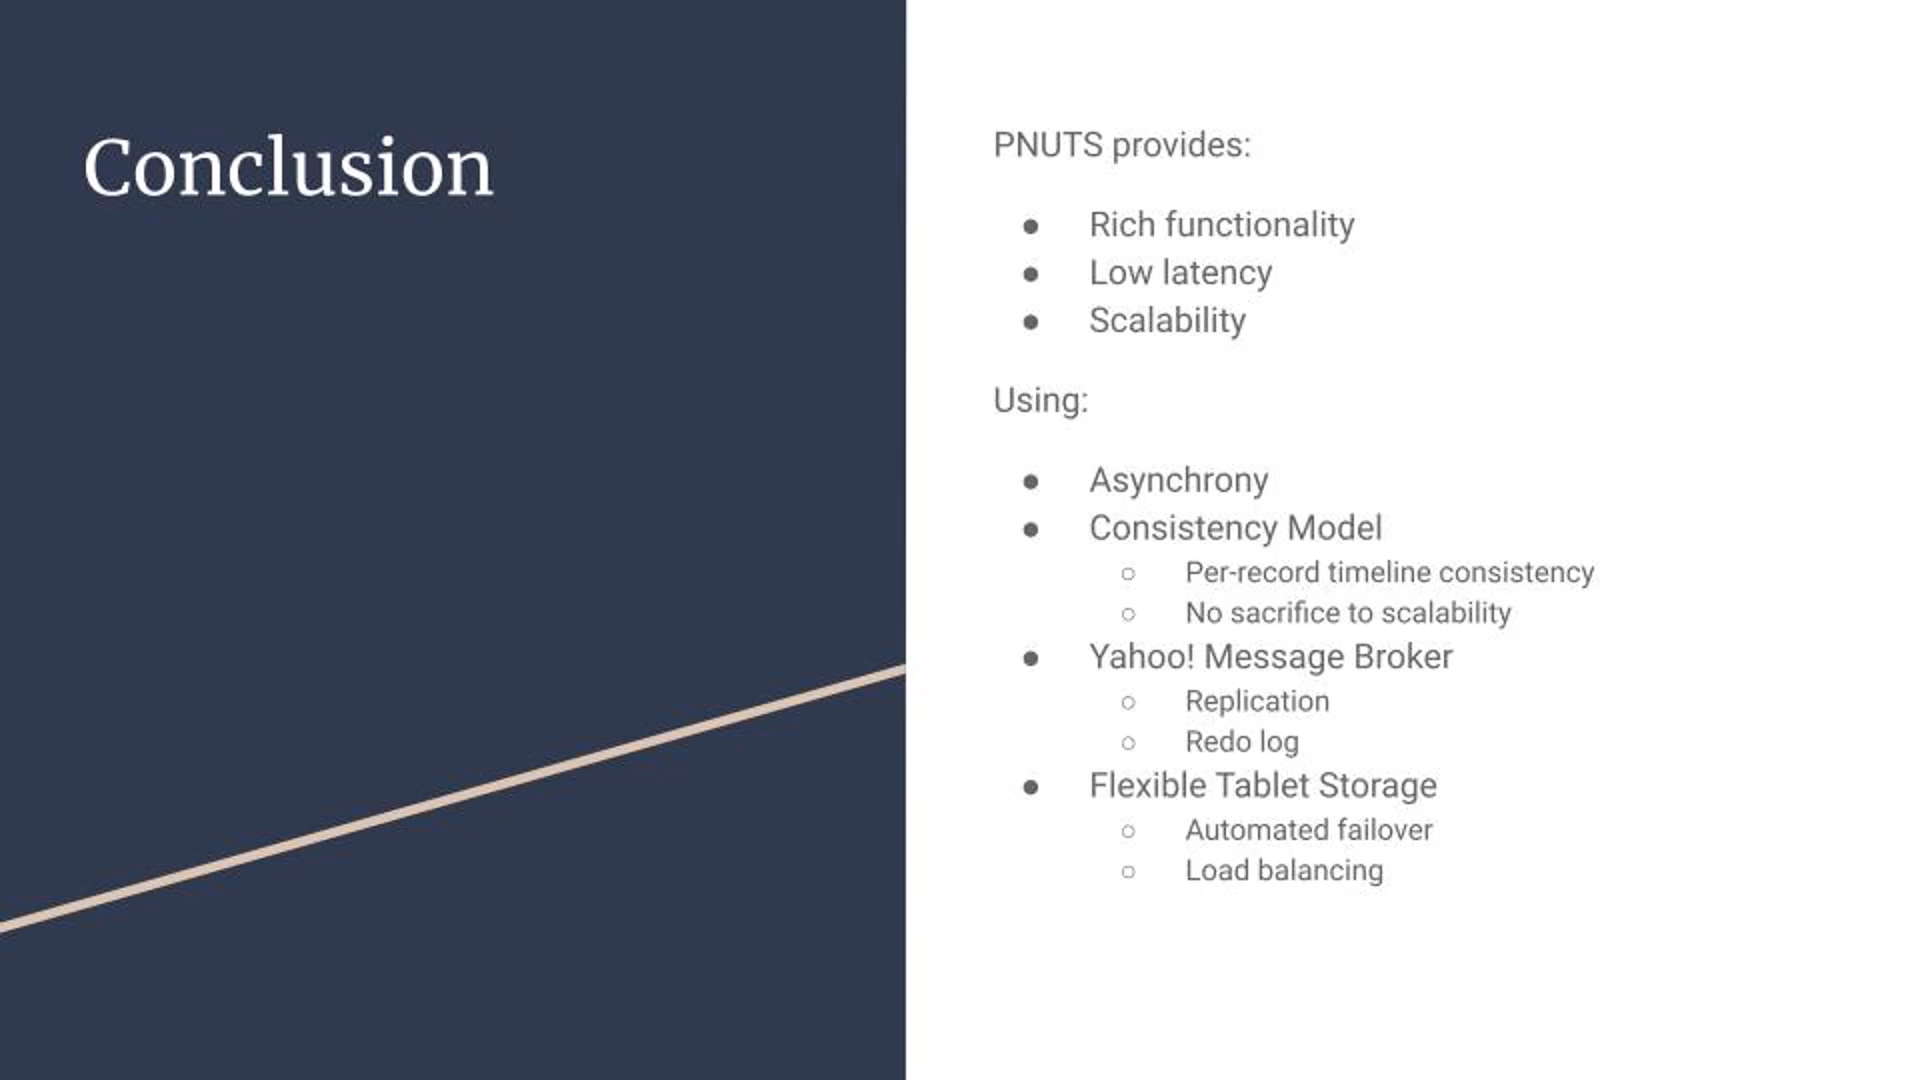 Conclusion
PNUTS provides:
● Rich functionality
● Low latency
● Scalability
Using:
● Asynchrony
● Consistency Model
○ Per-record timeline consistency
○ No sacrifice to scalability
● Yahoo! Message Broker
○ Replication
○ Redo log
● Flexible Tablet Storage
○ Automated failover
○ Load balancing